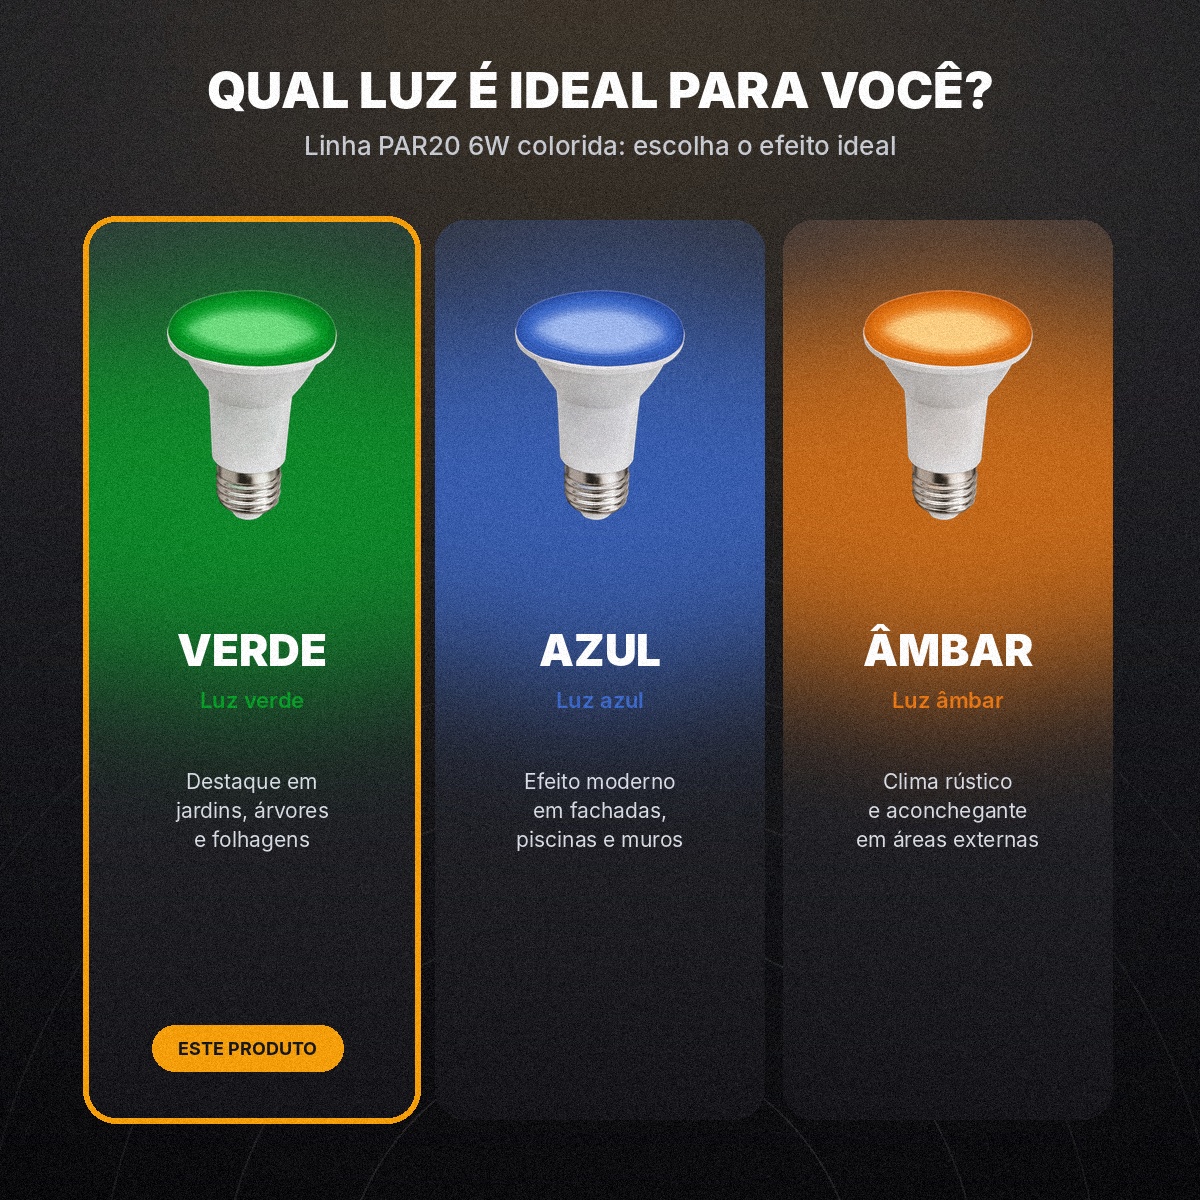 QUAL LUZ É IDEAL PARA VOCÊ?
Linha PAR20 6W colorida: escolha o efeito ideal
VERDE
Luz verde
Destaque em
jardins, árvores
e folhagens
ESTE PRODUTO
AZUL
Luz azul
Efeito moderno
em fachadas,
piscinas e muros
ÂMBAR
Luz âmbar
Clima rústico
e aconchegante
em áreas externas